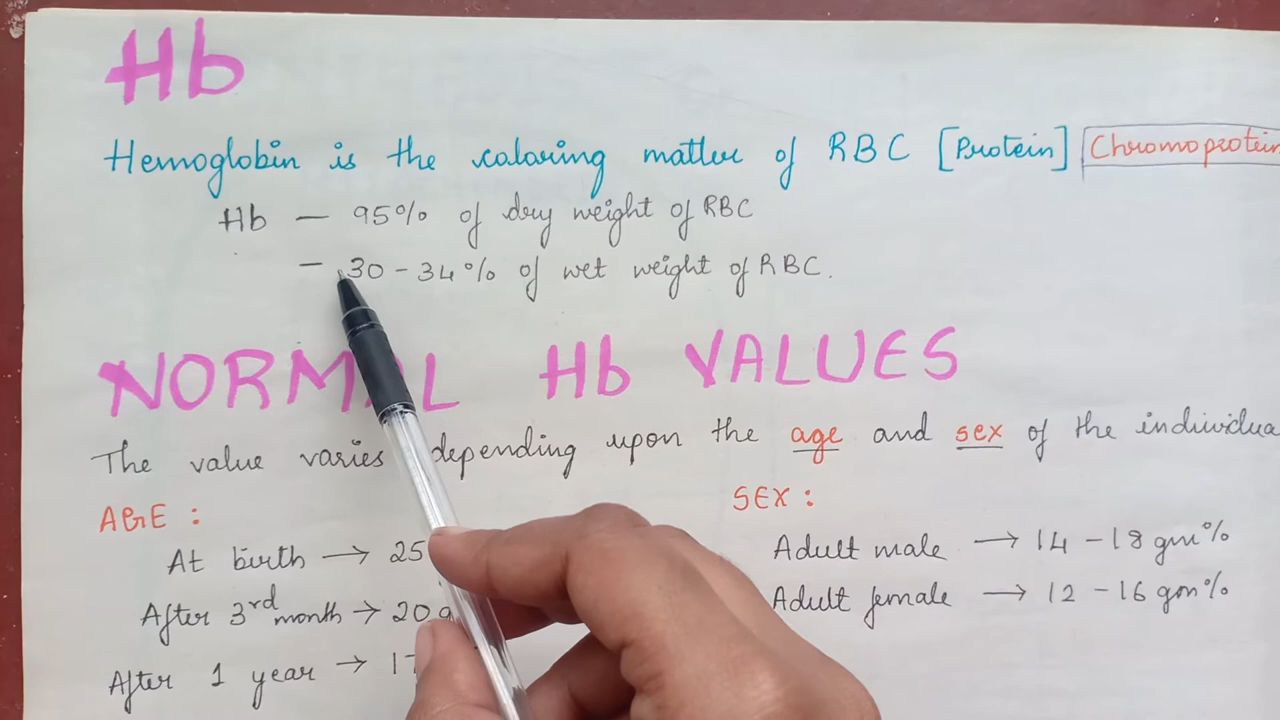 Hb
Hemoglobin is the coloring matter of RBC [Protein] Chromoprotein
Hb — 95% of dry weight of RBC
— 30-34% of wet weight of RBC.
NORMAL Hb VALUES
The value varies depending upon the age and sex of the individua
AGE :
At birth → 25
After 3rd month → 20 g
After 1 year → 17
SEX :
Adult male → 14 - 18 gm%
Adult female → 12 - 16 gm%